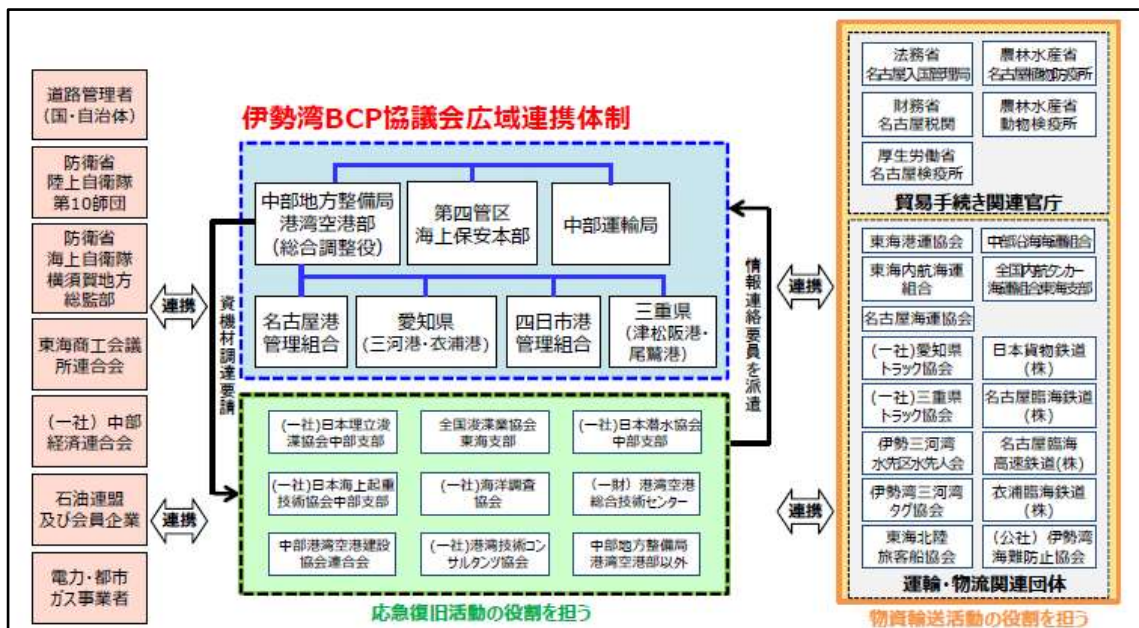 伊勢湾BCP協議会広域連携体制
道路管理者
(国・自治体)
防衛省
陸上自衛隊
第10師団
防衛省
海上自衛隊
横須賀地方
総監部
東海商工会議
所連合会
(一社)中部
経済連合会
石油連盟
及び会員企業
電力・都市
ガス事業者
連携
連携
資機材調達要請
中部地方整備局
港湾空港部
(総合調整役)
第四管区
海上保安本部
中部運輸局
名古屋港
管理組合
愛知県
(三河港・衣浦港)
四日市港
管理組合
三重県
(津松阪港・
尾鷲港)
(一社)日本埋立浚
渫協会中部支部
全国浚渫業協会
東海支部
(一社)日本潜水協会
中部支部
(一社)日本海上起重
技術協会中部支部
(一社)海洋調査
協会
(一財)港湾空港
総合技術センター
中部港湾空港建設
協会連合会
(一社)港湾技術コン
サルタンツ協会
中部地方整備局
港湾空港部以外
応急復旧活動の役割を担う
情報連絡要員を派遣
連携
連携
法務省
名古屋入国管理局
農林水産省
名古屋植物防疫所
財務省
名古屋税関
農林水産省
動物検疫所
厚生労働省
名古屋検疫所
貿易手続き関連官庁
東海港運協会
中部沿海海運組合
東海内航海運
組合
全国内航タンカー
海運組合東海支部
名古屋海運協会
(一社)愛知県
トラック協会
日本貨物鉄道
(株)
(一社)三重県
トラック協会
名古屋臨海鉄道
(株)
伊勢三河湾
水先区水先人会
名古屋臨海
高速鉄道(株)
伊勢湾三河湾
タグ協会
衣浦臨海鉄道
(株)
東海北陸
旅客船協会
(公社)伊勢湾
海難防止協会
運輸・物流関連団体
物資輸送活動の役割を担う